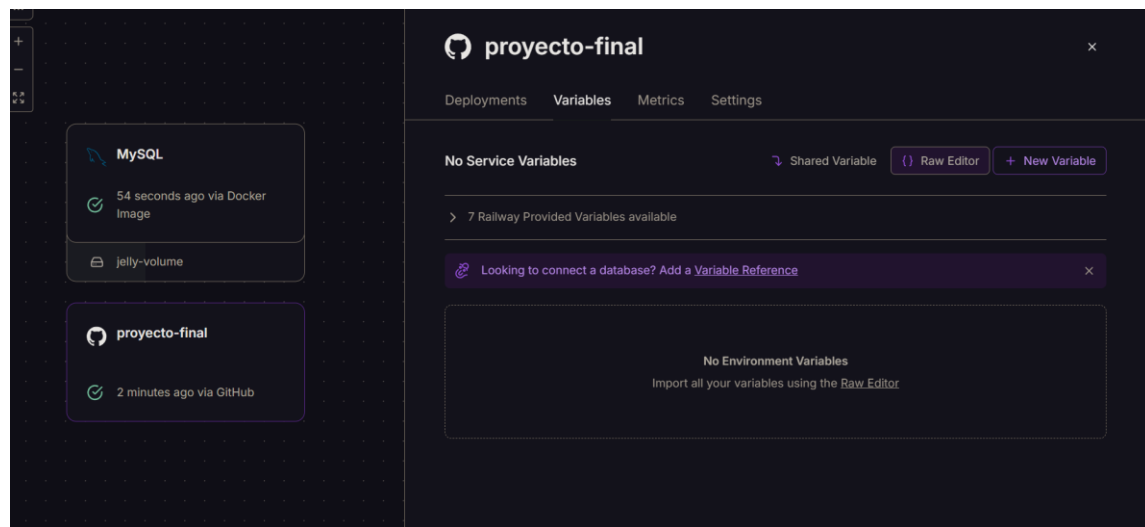 MySQL
54 seconds ago via Docker
Image
jelly-volume
proyecto-final
2 minutes ago via GitHub
proyecto-final
Deployments Variables Metrics Settings
No Service Variables Shared Variable {} Raw Editor + New Variable
7 Railway Provided Variables available
Looking to connect a database? Add a Variable Reference
No Environment Variables
Import all your variables using the Raw Editor